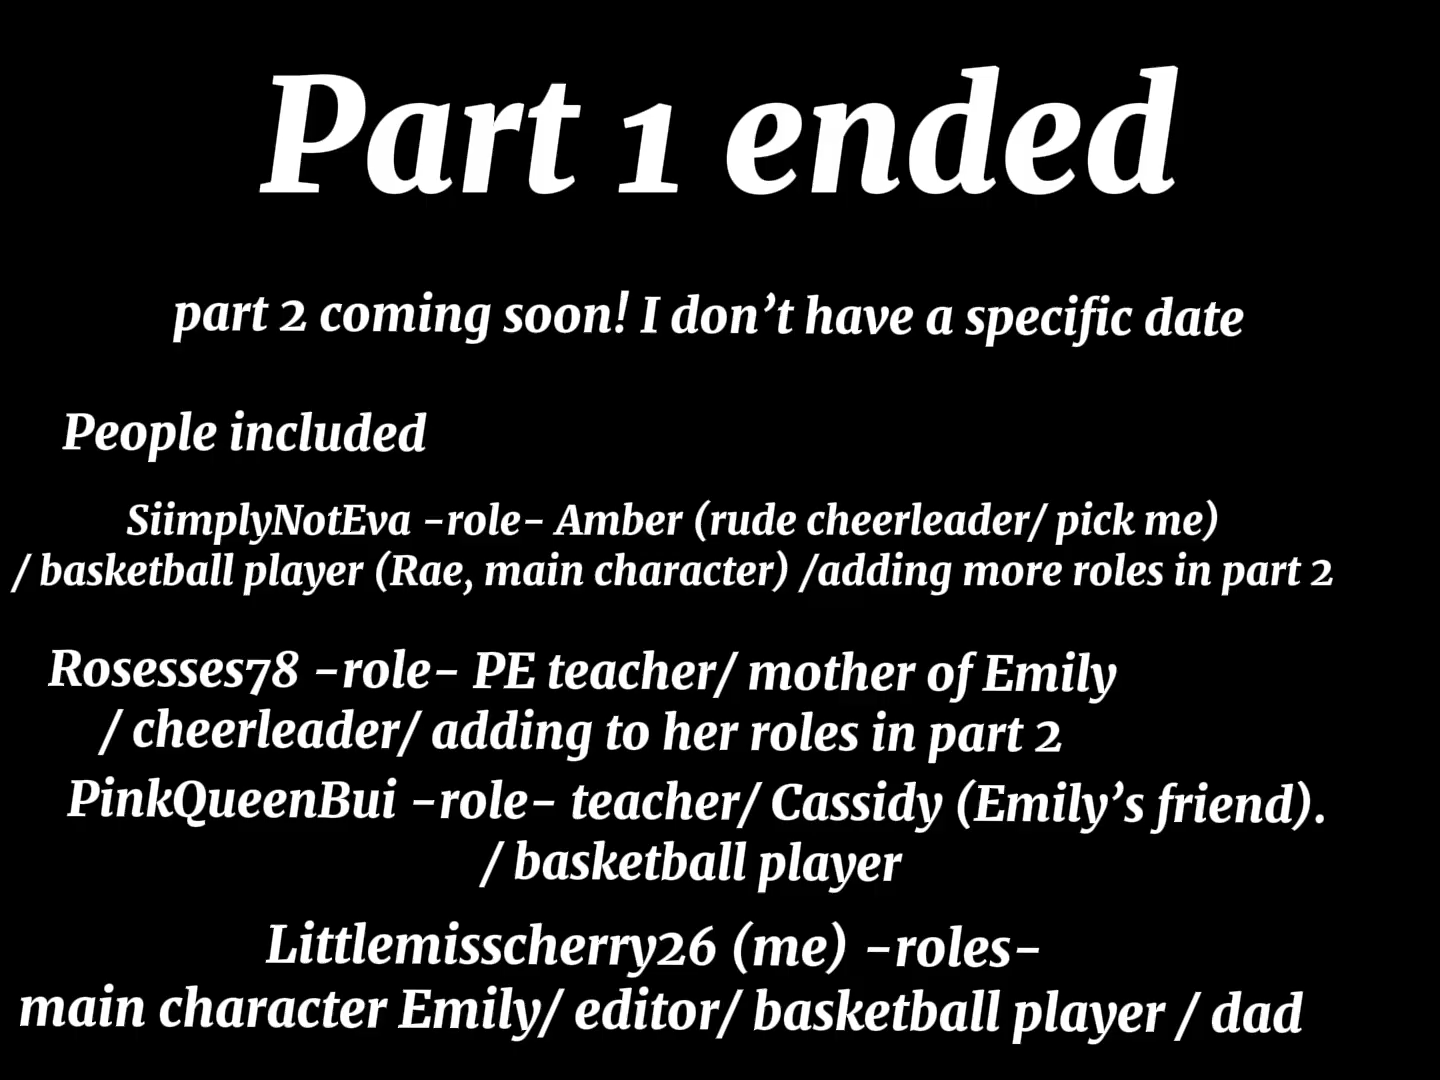 Part 1 ended
part 2 coming soon! I don't have a specific date
People included
SiimplyNotEva -role- Amber (rude cheerleader/ pick me)
/ basketball player (Rae, main character) /adding more roles in part 2
Rosesses78 -role- PE teacher/ mother of Emily
/ cheerleader/ adding to her roles in part 2
PinkQueenBui -role- teacher/ Cassidy (Emily's friend).
/ basketball player
Littlemisscherry26 (me) -roles-
main character Emily/ editor/ basketball player / dad